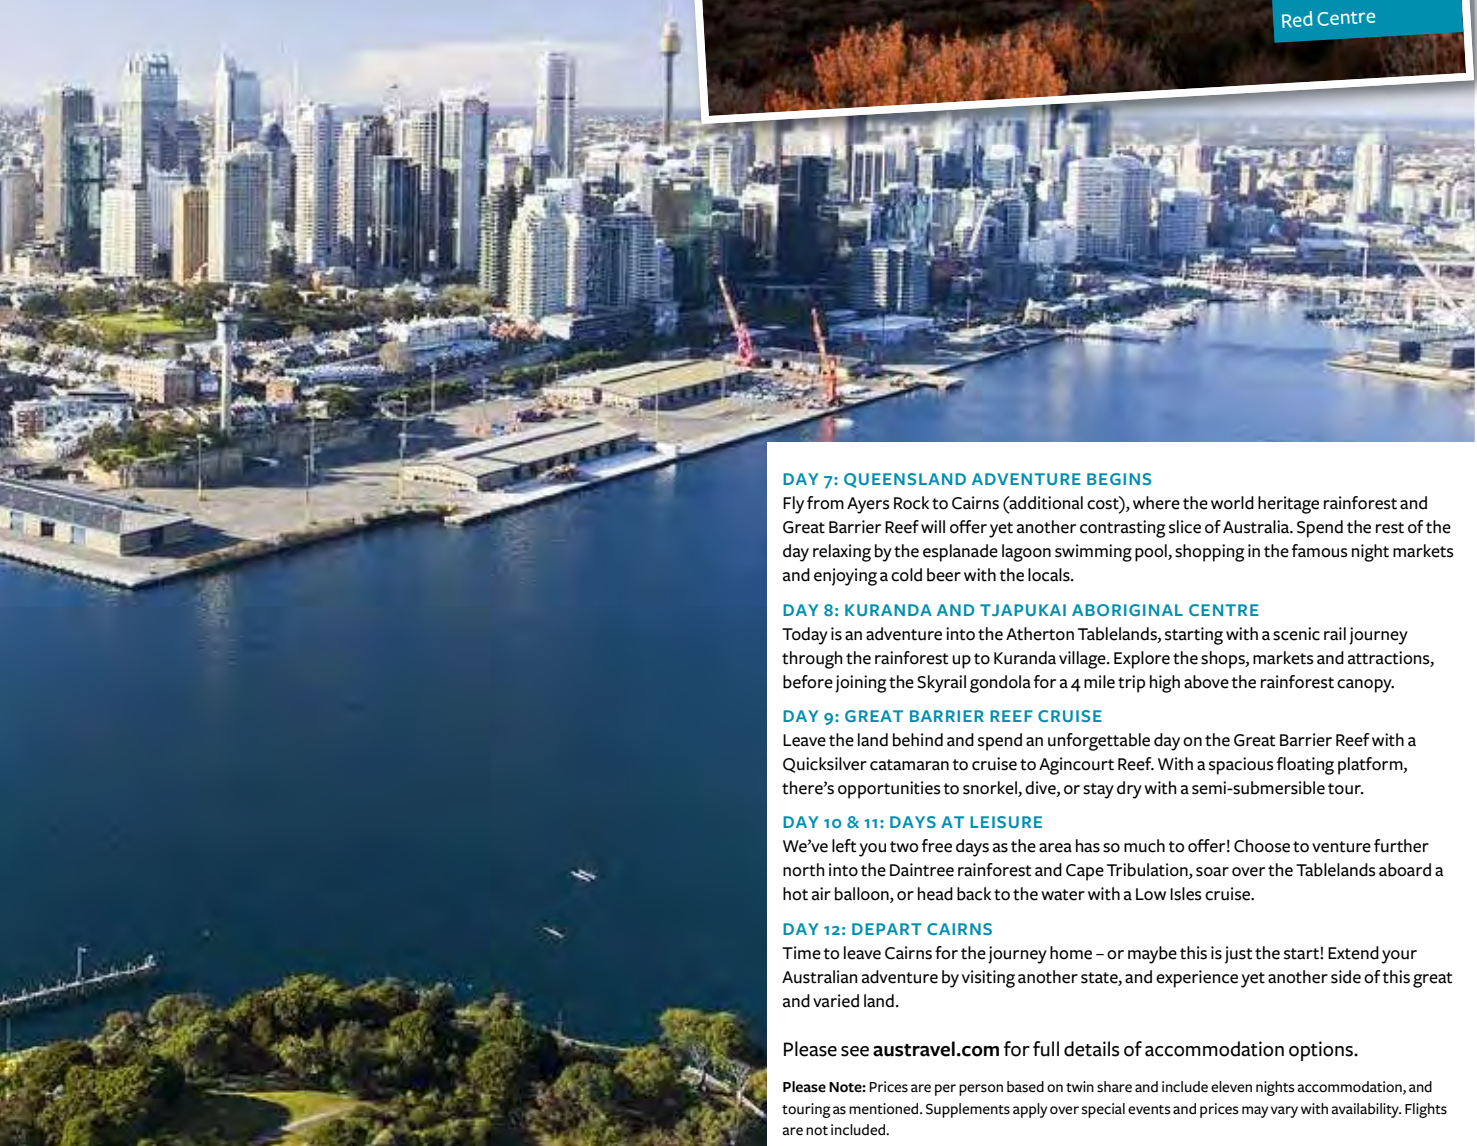 Red Centre
DAY 7: QUEENSLAND ADVENTURE BEGINS
Fly from Ayers Rock to Cairns (additional cost), where the world heritage rainforest and
Great Barrier Reef will offer yet another contrasting slice of Australia. Spend the rest of the
day relaxing by the esplanade lagoon swimming pool, shopping in the famous night markets
and enjoying a cold beer with the locals.
DAY 8: KURANDA AND TJAPUKAI ABORIGINAL CENTRE
Today is an adventure into the Atherton Tablelands, starting with a scenic rail journey
through the rainforest up to Kuranda village. Explore the shops, markets and attractions,
before joining the Skyrail gondola for a 4 mile trip high above the rainforest canopy.
DAY 9: GREAT BARRIER REEF CRUISE
Leave the land behind and spend an unforgettable day on the Great Barrier Reef with a
Quicksilver catamaran to cruise to Agincourt Reef. With a spacious floating platform,
there’s opportunities to snorkel, dive, or stay dry with a semi-submersible tour.
DAY 10 & 11: DAYS AT LEISURE
We’ve left you two free days as the area has so much to offer! Choose to venture further
north into the Daintree rainforest and Cape Tribulation, soar over the Tablelands aboard a
hot air balloon, or head back to the water with a Low Isles cruise.
DAY 12: DEPART CAIRNS
Time to leave Cairns for the journey home – or maybe this is just the start! Extend your
Australian adventure by visiting another state, and experience yet another side of this great
and varied land.
Please see austravel.com for full details of accommodation options.
Please Note: Prices are per person based on twin share and include eleven nights accommodation, and
touring as mentioned. Supplements apply over special events and prices may vary with availability. Flights
are not included.